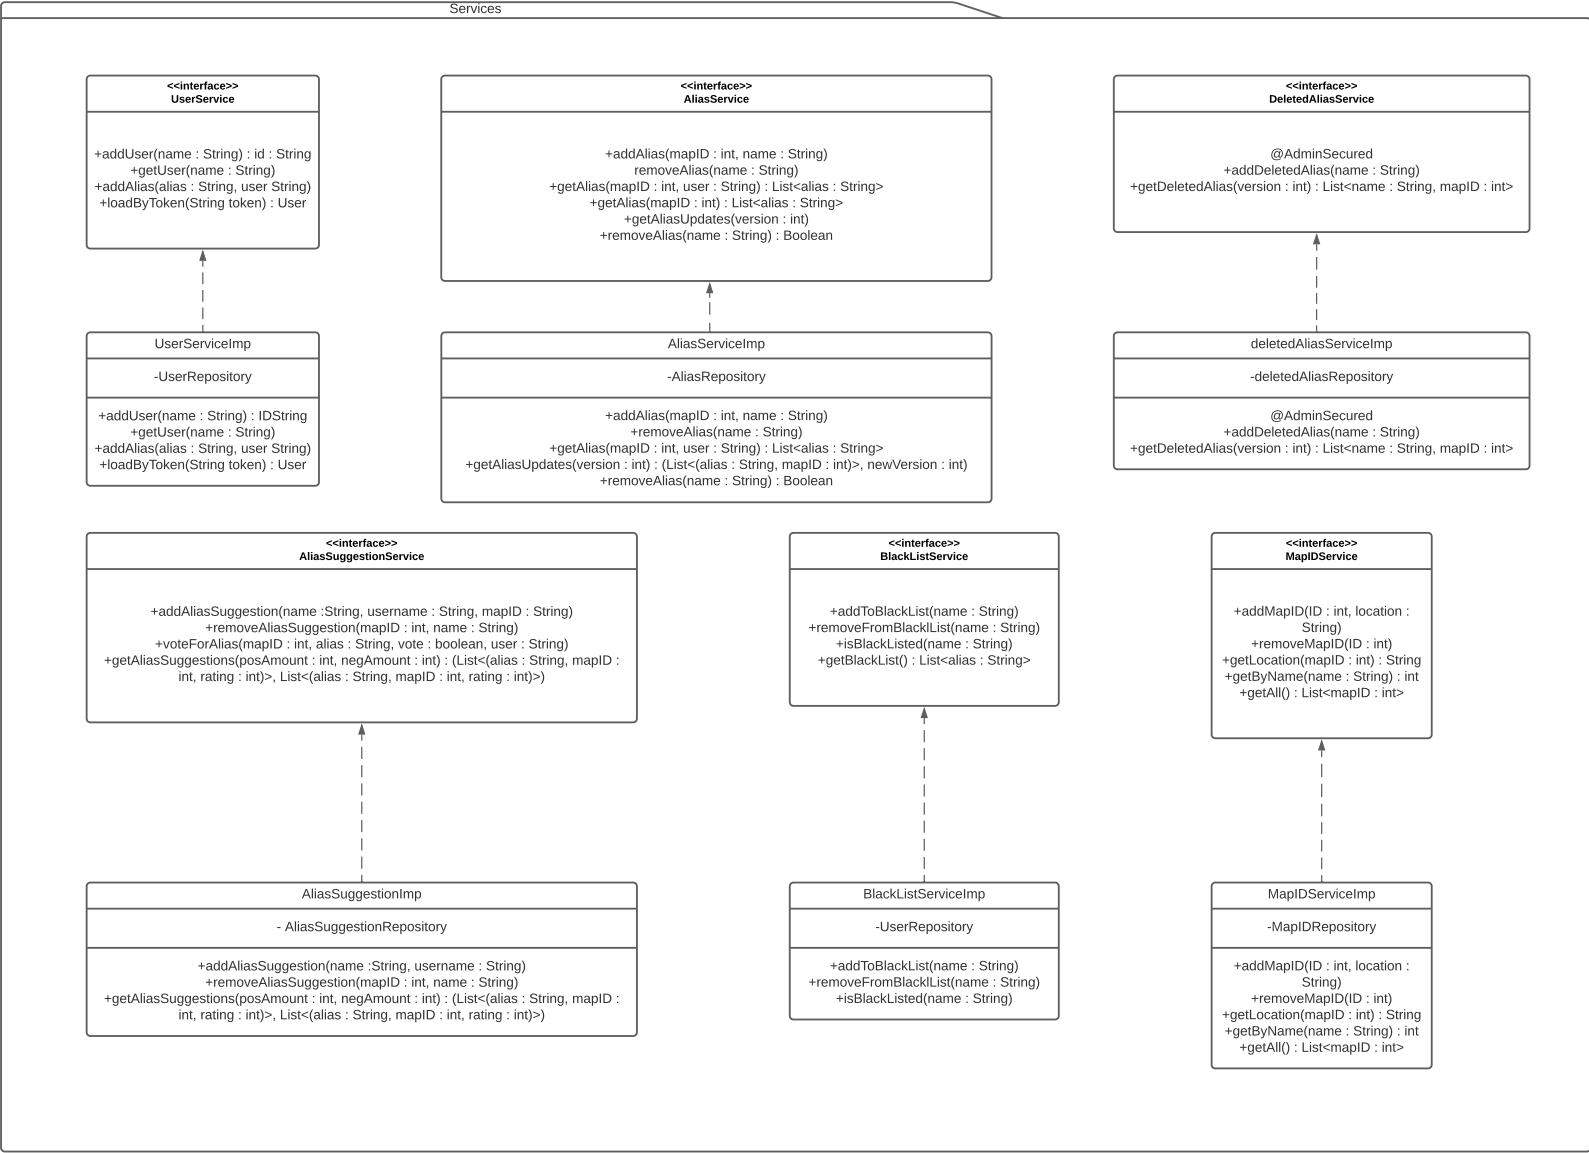 Services
<<interface>>
UserService
+addUser(name : String) : id : String
+getUser(name : String)
+addAlias(alias : String, user String)
+loadByToken(String token) : User
<<interface>>
AliasService
+addAlias(mapID : int, name : String)
removeAlias(name : String)
+getAlias(mapID : int, user : String) : List<alias : String>
+getAlias(mapID : int) : List<alias : String>
+getAliasUpdates(version : int)
+removeAlias(name : String) : Boolean
<<interface>>
DeletedAliasService
@AdminSecured
+addDeletedAlias(name : String)
+getDeletedAlias(version : int) : List<name : String, mapID : int>
UserServiceImp
-UserRepository
+addUser(name : String) : IDString
+getUser(name : String)
+addAlias(alias : String, user String)
+loadByToken(String token) : User
AliasServiceImp
-AliasRepository
+addAlias(mapID : int, name : String)
+removeAlias(name : String)
+getAlias(mapID : int, user : String) : List<alias : String>
+getAliasUpdates(version : int) : (List<(alias : String, mapID : int)>, newVersion : int)
+removeAlias(name : String) : Boolean
deletedAliasServiceImp
-deletedAliasRepository
@AdminSecured
+addDeletedAlias(name : String)
+getDeletedAlias(version : int) : List<name : String, mapID : int>
<<interface>>
AliasSuggestionService
+addAliasSuggestion(name :String, username : String, mapID : String)
+removeAliasSuggestion(mapID : int, name : String)
+voteForAlias(mapID : int, alias : String, vote : boolean, user : String)
+getAliasSuggestions(posAmount : int, negAmount : int) : (List<(alias : String, mapID :
int, rating : int)>, List<(alias : String, mapID : int, rating : int)>)
<<interface>>
BlackListService
+addToBlackList(name : String)
+removeFromBlacklList(name : String)
+isBlackListed(name : String)
+getBlackList() : List<alias : String>
<<interface>>
MapIDService
+addMapID(ID : int, location :
String)
+removeMapID(ID : int)
+getLocation(mapID : int) : String
+getByName(name : String) : int
+getAll() : List<mapID : int>
AliasSuggestionImp
- AliasSuggestionRepository
+addAliasSuggestion(name :String, username : String)
+removeAliasSuggestion(mapID : int, name : String)
+getAliasSuggestions(posAmount : int, negAmount : int) : (List<(alias : String, mapID :
int, rating : int)>, List<(alias : String, mapID : int, rating : int)>)
BlackListServiceImp
-UserRepository
+addToBlackList(name : String)
+removeFromBlacklList(name : String)
+isBlackListed(name : String)
MapIDServiceImp
-MapIDRepository
+addMapID(ID : int, location :
String)
+removeMapID(ID : int)
+getLocation(mapID : int) : String
+getByName(name : String) : int
+getAll() : List<mapID : int>